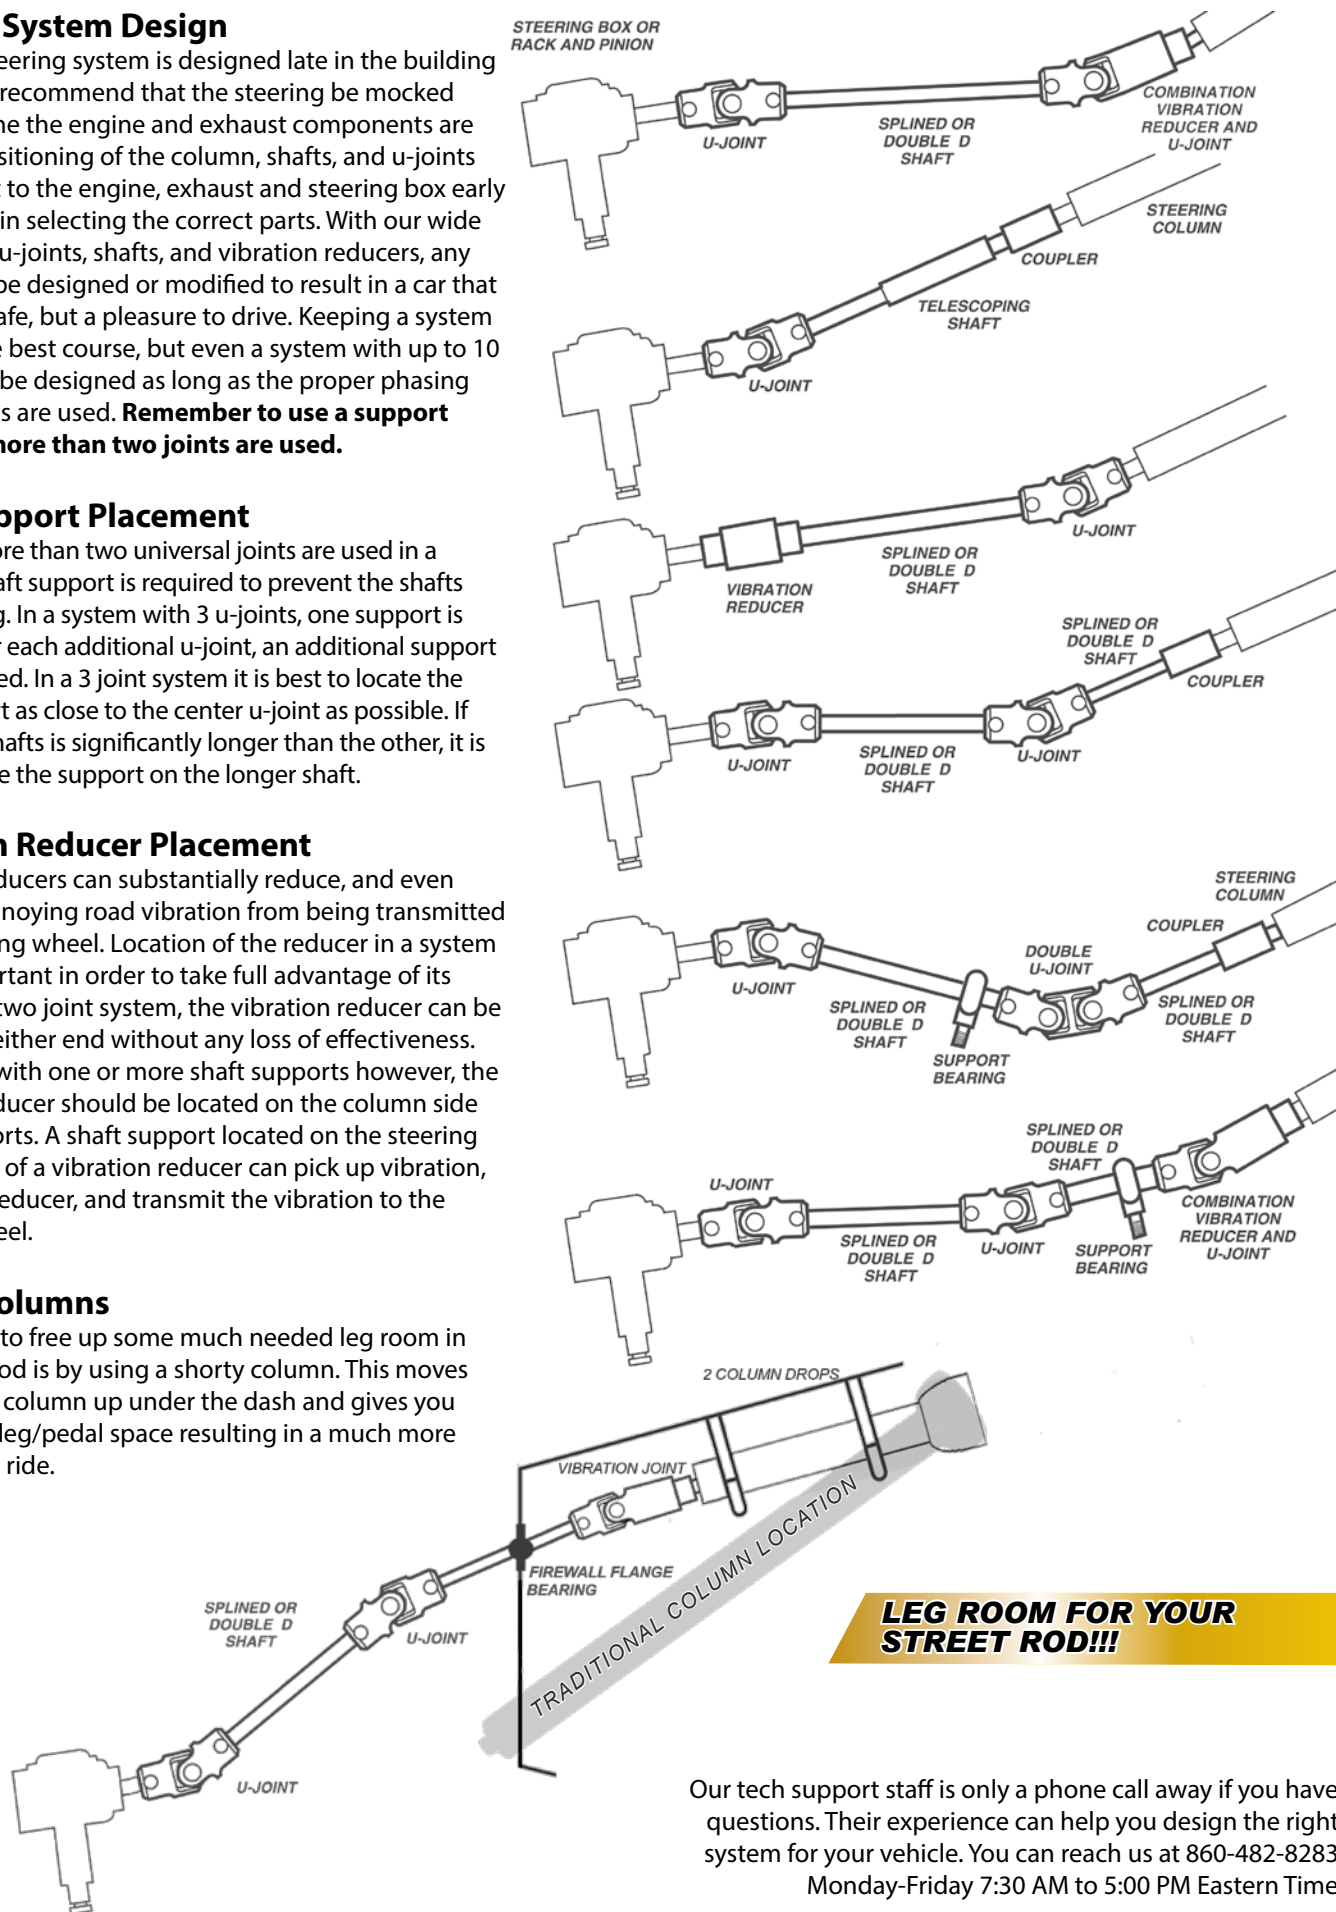 System Design
eering system is designed late in the building
recommend that the steering be mocked
ne the engine and exhaust components are
sitioning of the column, shafts, and u-joints
t to the engine, exhaust and steering box early
in selecting the correct parts. With our wide
u-joints, shafts, and vibration reducers, any
be designed or modified to result in a car that
afe, but a pleasure to drive. Keeping a system
e best course, but even a system with up to 10
be designed as long as the proper phasing
s are used. Remember to use a support
more than two joints are used.
pport Placement
ore than two universal joints are used in a
aft support is required to prevent the shafts
g. In a system with 3 u-joints, one support is
r each additional u-joint, an additional support
ed. In a 3 joint system it is best to locate the
t as close to the center u-joint as possible. If
hafts is significantly longer than the other, it is
e the support on the longer shaft.
n Reducer Placement
ducers can substantially reduce, and even
nnoying road vibration from being transmitted
ng wheel. Location of the reducer in a system
rtant in order to take full advantage of its
two joint system, the vibration reducer can be
either end without any loss of effectiveness.
with one or more shaft supports however, the
ducer should be located on the column side
orts. A shaft support located on the steering
of a vibration reducer can pick up vibration,
educer, and transmit the vibration to the
eel.
olumns
to free up some much needed leg room in
od is by using a shorty column. This moves
column up under the dash and gives you
leg/pedal space resulting in a much more
ride.
STEERING BOX OR
RACK AND PINION
U-JOINT
SPLINED OR
DOUBLE D
SHAFT
COMBINATION
VIBRATION
REDUCER AND
U-JOINT
STEERING
COLUMN
COUPLER
TELESCOPING
SHAFT
U-JOINT
U-JOINT
SPLINED OR
DOUBLE D
SHAFT
VIBRATION
REDUCER
SPLINED OR
DOUBLE D
SHAFT
COUPLER
U-JOINT
SPLINED OR
DOUBLE D
SHAFT
U-JOINT
STEERING
COLUMN
COUPLER
DOUBLE
U-JOINT
U-JOINT
SPLINED OR
DOUBLE D
SHAFT
SPLINED OR
DOUBLE D
SHAFT
SUPPORT
BEARING
SPLINED OR
DOUBLE D
SHAFT
U-JOINT
COMBINATION
VIBRATION
REDUCER AND
U-JOINT
SPLINED OR
DOUBLE D
SHAFT
U-JOINT
SUPPORT
BEARING
2 COLUMN DROPS
VIBRATION JOINT
TRADITIONAL COLUMN LOCATION
FIREWALL FLANGE
BEARING
SPLINED OR
DOUBLE D
SHAFT
U-JOINT
U-JOINT
LEG ROOM FOR YOUR
STREET ROD!!!
Our tech support staff is only a phone call away if you have
questions. Their experience can help you design the right
system for your vehicle. You can reach us at 860-482-8283
Monday-Friday 7:30 AM to 5:00 PM Eastern Time